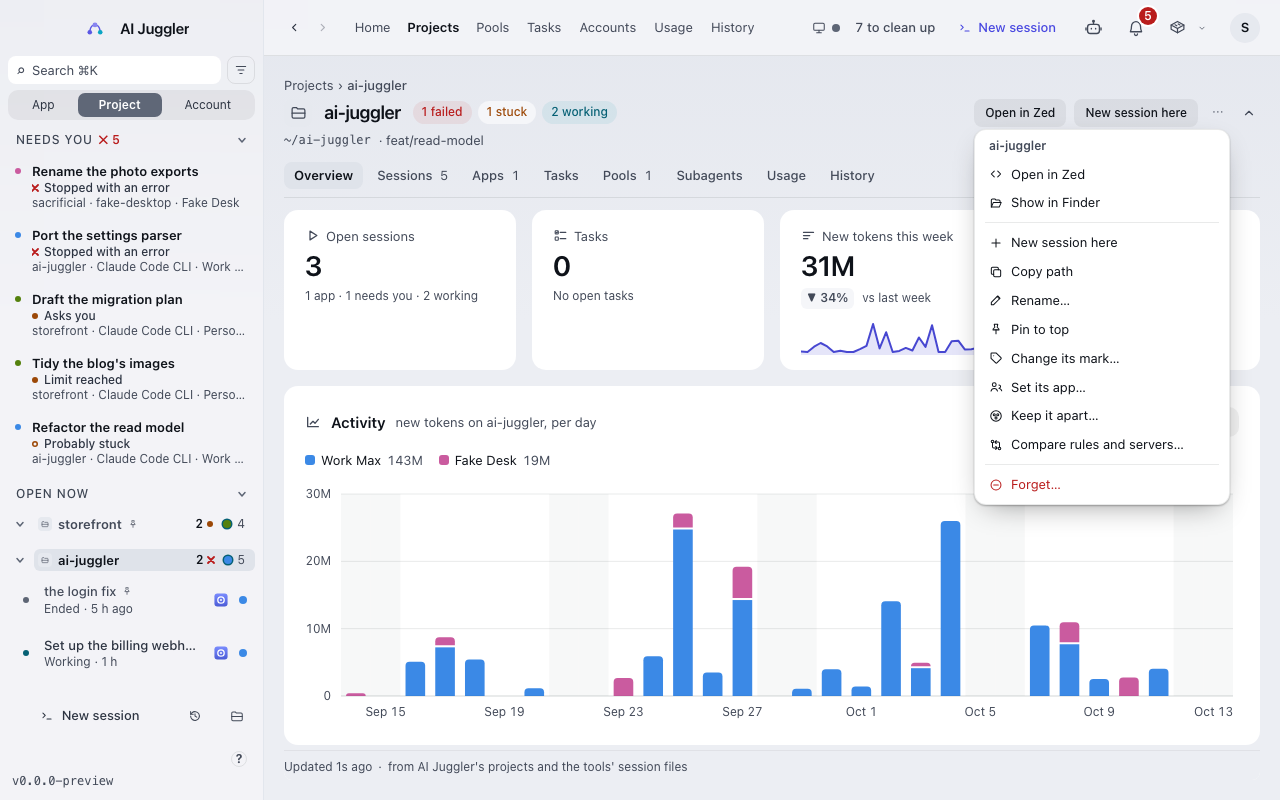 AI Juggler
Search ⌘K
App Project Account
NEEDS YOU 5
Rename the photo exports
Stopped with an error
sacrificial · fake-desktop · Fake Desk
Port the settings parser
Stopped with an error
ai-juggler · Claude Code CLI · Work ...
Draft the migration plan
Asks you
storefront · Claude Code CLI · Perso...
Tidy the blog's images
Limit reached
storefront · Claude Code CLI · Perso...
Refactor the read model
Probably stuck
ai-juggler · Claude Code CLI · Work ...
OPEN NOW
storefront 2 4
ai-juggler 2 5
the login fix
Ended · 5 h ago
Set up the billing webh...
Working · 1 h
New session
?
v0.0.0-preview
Home Projects Pools Tasks Accounts Usage History
7 to clean up
New session
5
S
Projects › ai-juggler
ai-juggler 1 failed 1 stuck 2 working
Open in Zed New session here ...
~/ai-juggler · feat/read-model
Overview Sessions 5 Apps 1 Tasks Pools 1 Subagents Usage History
Open sessions
3
1 app · 1 needs you · 2 working
Tasks
0
No open tasks
New tokens this week
31M
▼ 34% vs last week
ai-juggler
Open in Zed
Show in Finder
New session here
Copy path
Rename...
Pin to top
Change its mark...
Set its app...
Keep it apart...
Compare rules and servers...
Forget...
Activity new tokens on ai-juggler, per day
Work Max 143M Fake Desk 19M
30M
20M
10M
0
Sep 15 Sep 19 Sep 23 Sep 27 Oct 1 Oct 5 Oct 9 Oct 13
Updated 1s ago · from AI Juggler's projects and the tools' session files